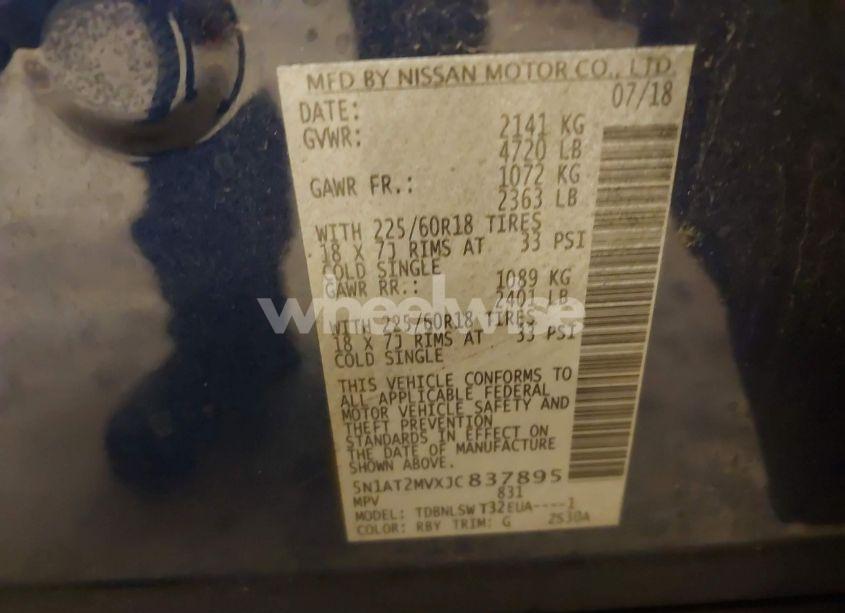 MFD BY NISSAN MOTOR CO., LTD.
DATE: 07/18
GVWR: 2141 KG
4720 LB
GAWR FR.: 1072 KG
2363 LB
WITH 225/60R18 TIRES
18 X 7J RIMS AT 33 PSI
COLD SINGLE
GAWR RR.: 1089 KG
2401 LB
WITH 225/60R18 TIRES
18 X 7J RIMS AT 33 PSI
COLD SINGLE
THIS VEHICLE CONFORMS TO
ALL APPLICABLE FEDERAL
MOTOR VEHICLE SAFETY AND
THEFT PREVENTION
STANDARDS IN EFFECT ON
THE DATE OF MANUFACTURE
SHOWN ABOVE.
5N1AT2MVXJC837895
MPV 831
MODEL: TDBNLSW T32EUA----1
COLOR: RBY TRIM: G 2S30A
wheelwise